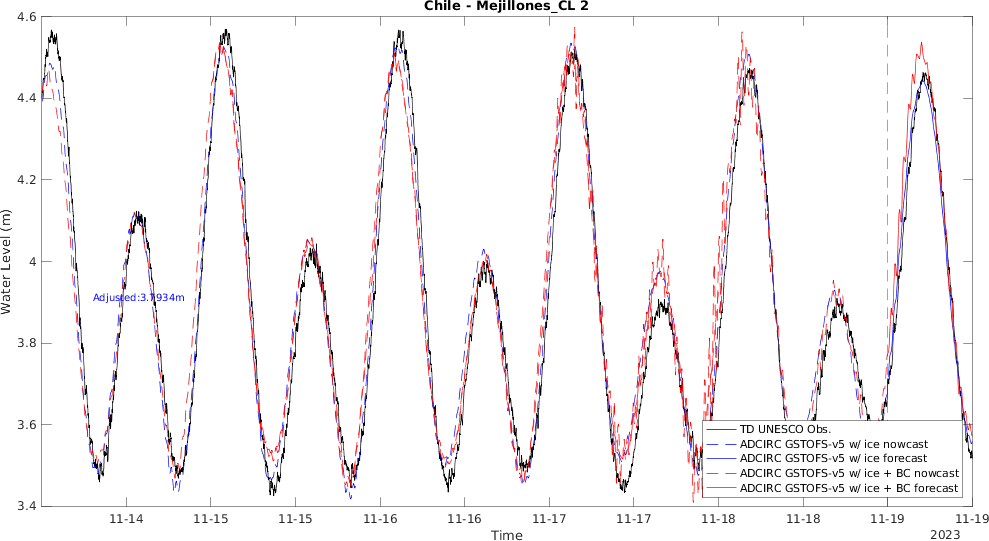 Chile - Mejillones_CL 2
Water Level (m)
4.6
4.4
4.2
4
3.8
3.6
3.4
Adjusted:3.7934m
TD UNESCO Obs.
ADCIRC GSTOFS-v5 w/ ice nowcast
ADCIRC GSTOFS-v5 w/ ice forecast
ADCIRC GSTOFS-v5 w/ ice + BC nowcast
ADCIRC GSTOFS-v5 w/ ice + BC forecast
11-14 11-15 11-15 11-16 11-16 11-17 11-17 11-18 11-18 11-19 11-19
Time
2023